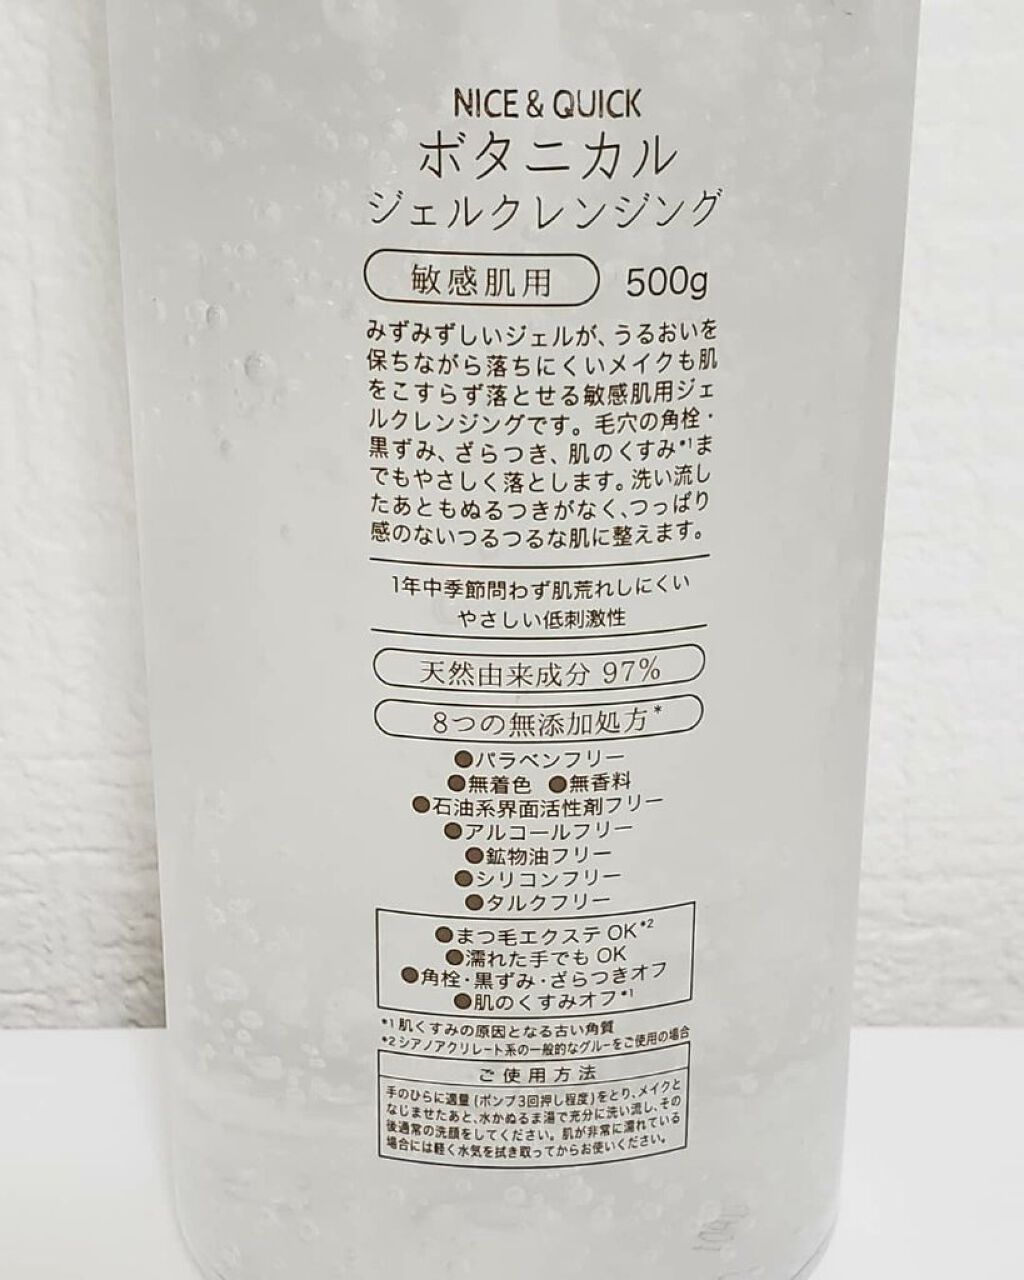 NICE & QUICK
ボタニカル
ジェルクレンジング
敏感肌用 500g
みずみずしいジェルが、うるおいを
保ちながら落ちにくいメイクも肌
をこすらず落とせる敏感肌用ジェ
ルクレンジングです。毛穴の角栓・
黒ずみ、ざらつき、肌のくすみ*1ま
でもやさしく落とします。洗い流し
たあともぬるつきがなく、つっぱり
感のないつるつるな肌に整えます。
1年中季節問わず肌荒れしにくい
やさしい低刺激性
天然由来成分 97%
8つの無添加処方*
●パラベンフリー
●無着色 ●無香料
●石油系界面活性剤フリー
●アルコールフリー
●鉱物油フリー
●シリコンフリー
●タルクフリー
●まつ毛エクステ OK*2
●濡れた手でも OK
●角栓・黒ずみ・ざらつきオフ
●肌のくすみオフ*1
*1 肌くすみの原因となる古い角質
*2 シアノアクリレート系の一般的なグルーをご使用の場合
ご使用方法
手のひらに適量(ポンプ3回押し程度)をとり、メイクと
なじませたあと、水かぬるま湯で充分に洗い流し、その
後通常の洗顔をしてください。肌が非常に濡れている
場合には軽く水気を拭き取ってからお使いください。